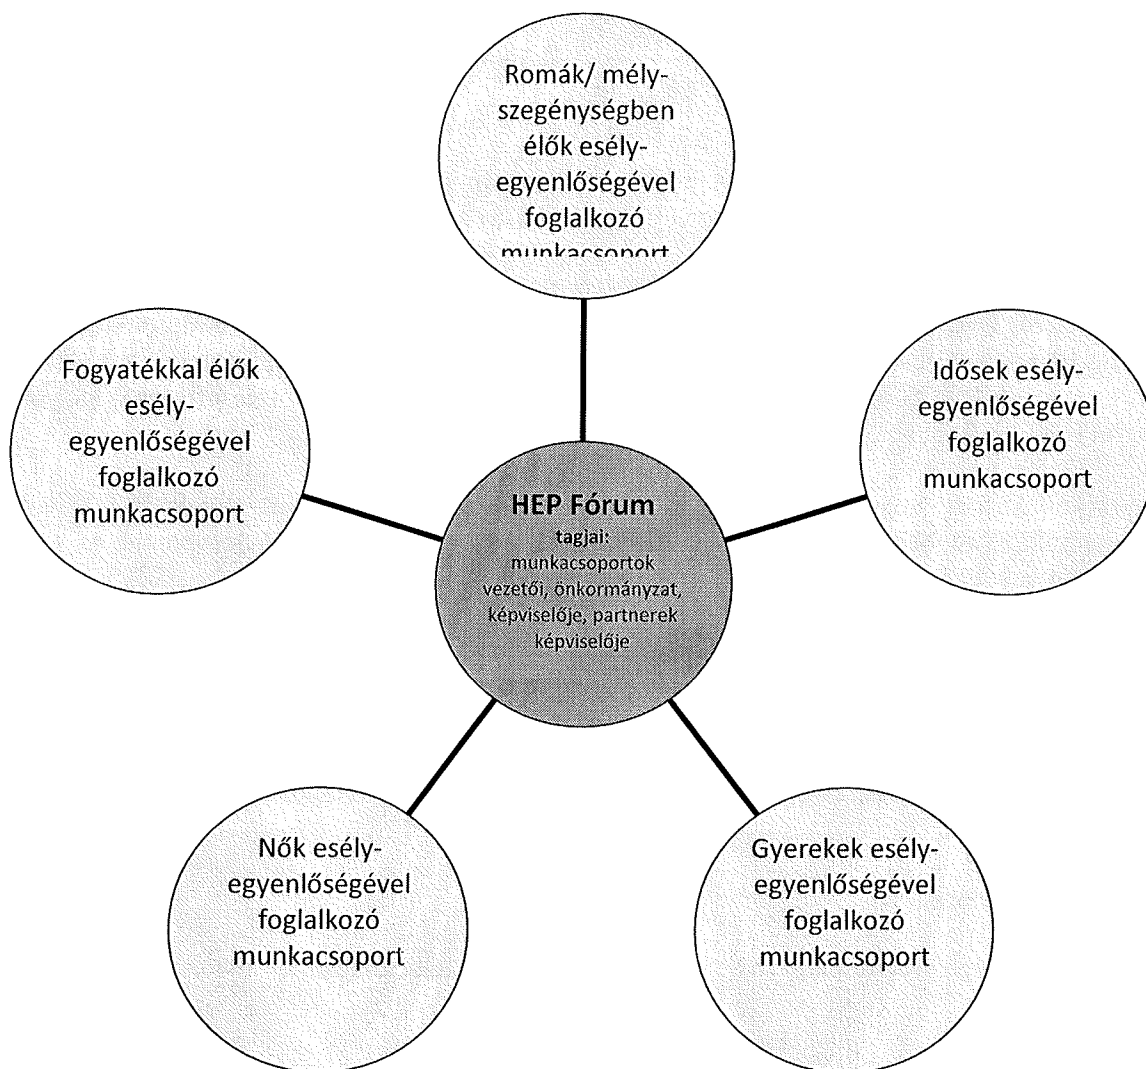 Romák/ mély-
szegénységben
élők esély-
egyenlőségével
foglalkozó
munkacsoport
Fogyatékkal élők
esély-
egyenlőségével
foglalkozó
munkacsoport
Idősek esély-
egyenlőségével
foglalkozó
munkacsoport
HEP Fórum
tagjai:
munkacsoportok
vezetői, önkormányzat,
képviselője, partnerek
képviselője
Nők esély-
egyenlőségével
foglalkozó
munkacsoport
Gyerekek esély-
egyenlőségével
foglalkozó
munkacsoport